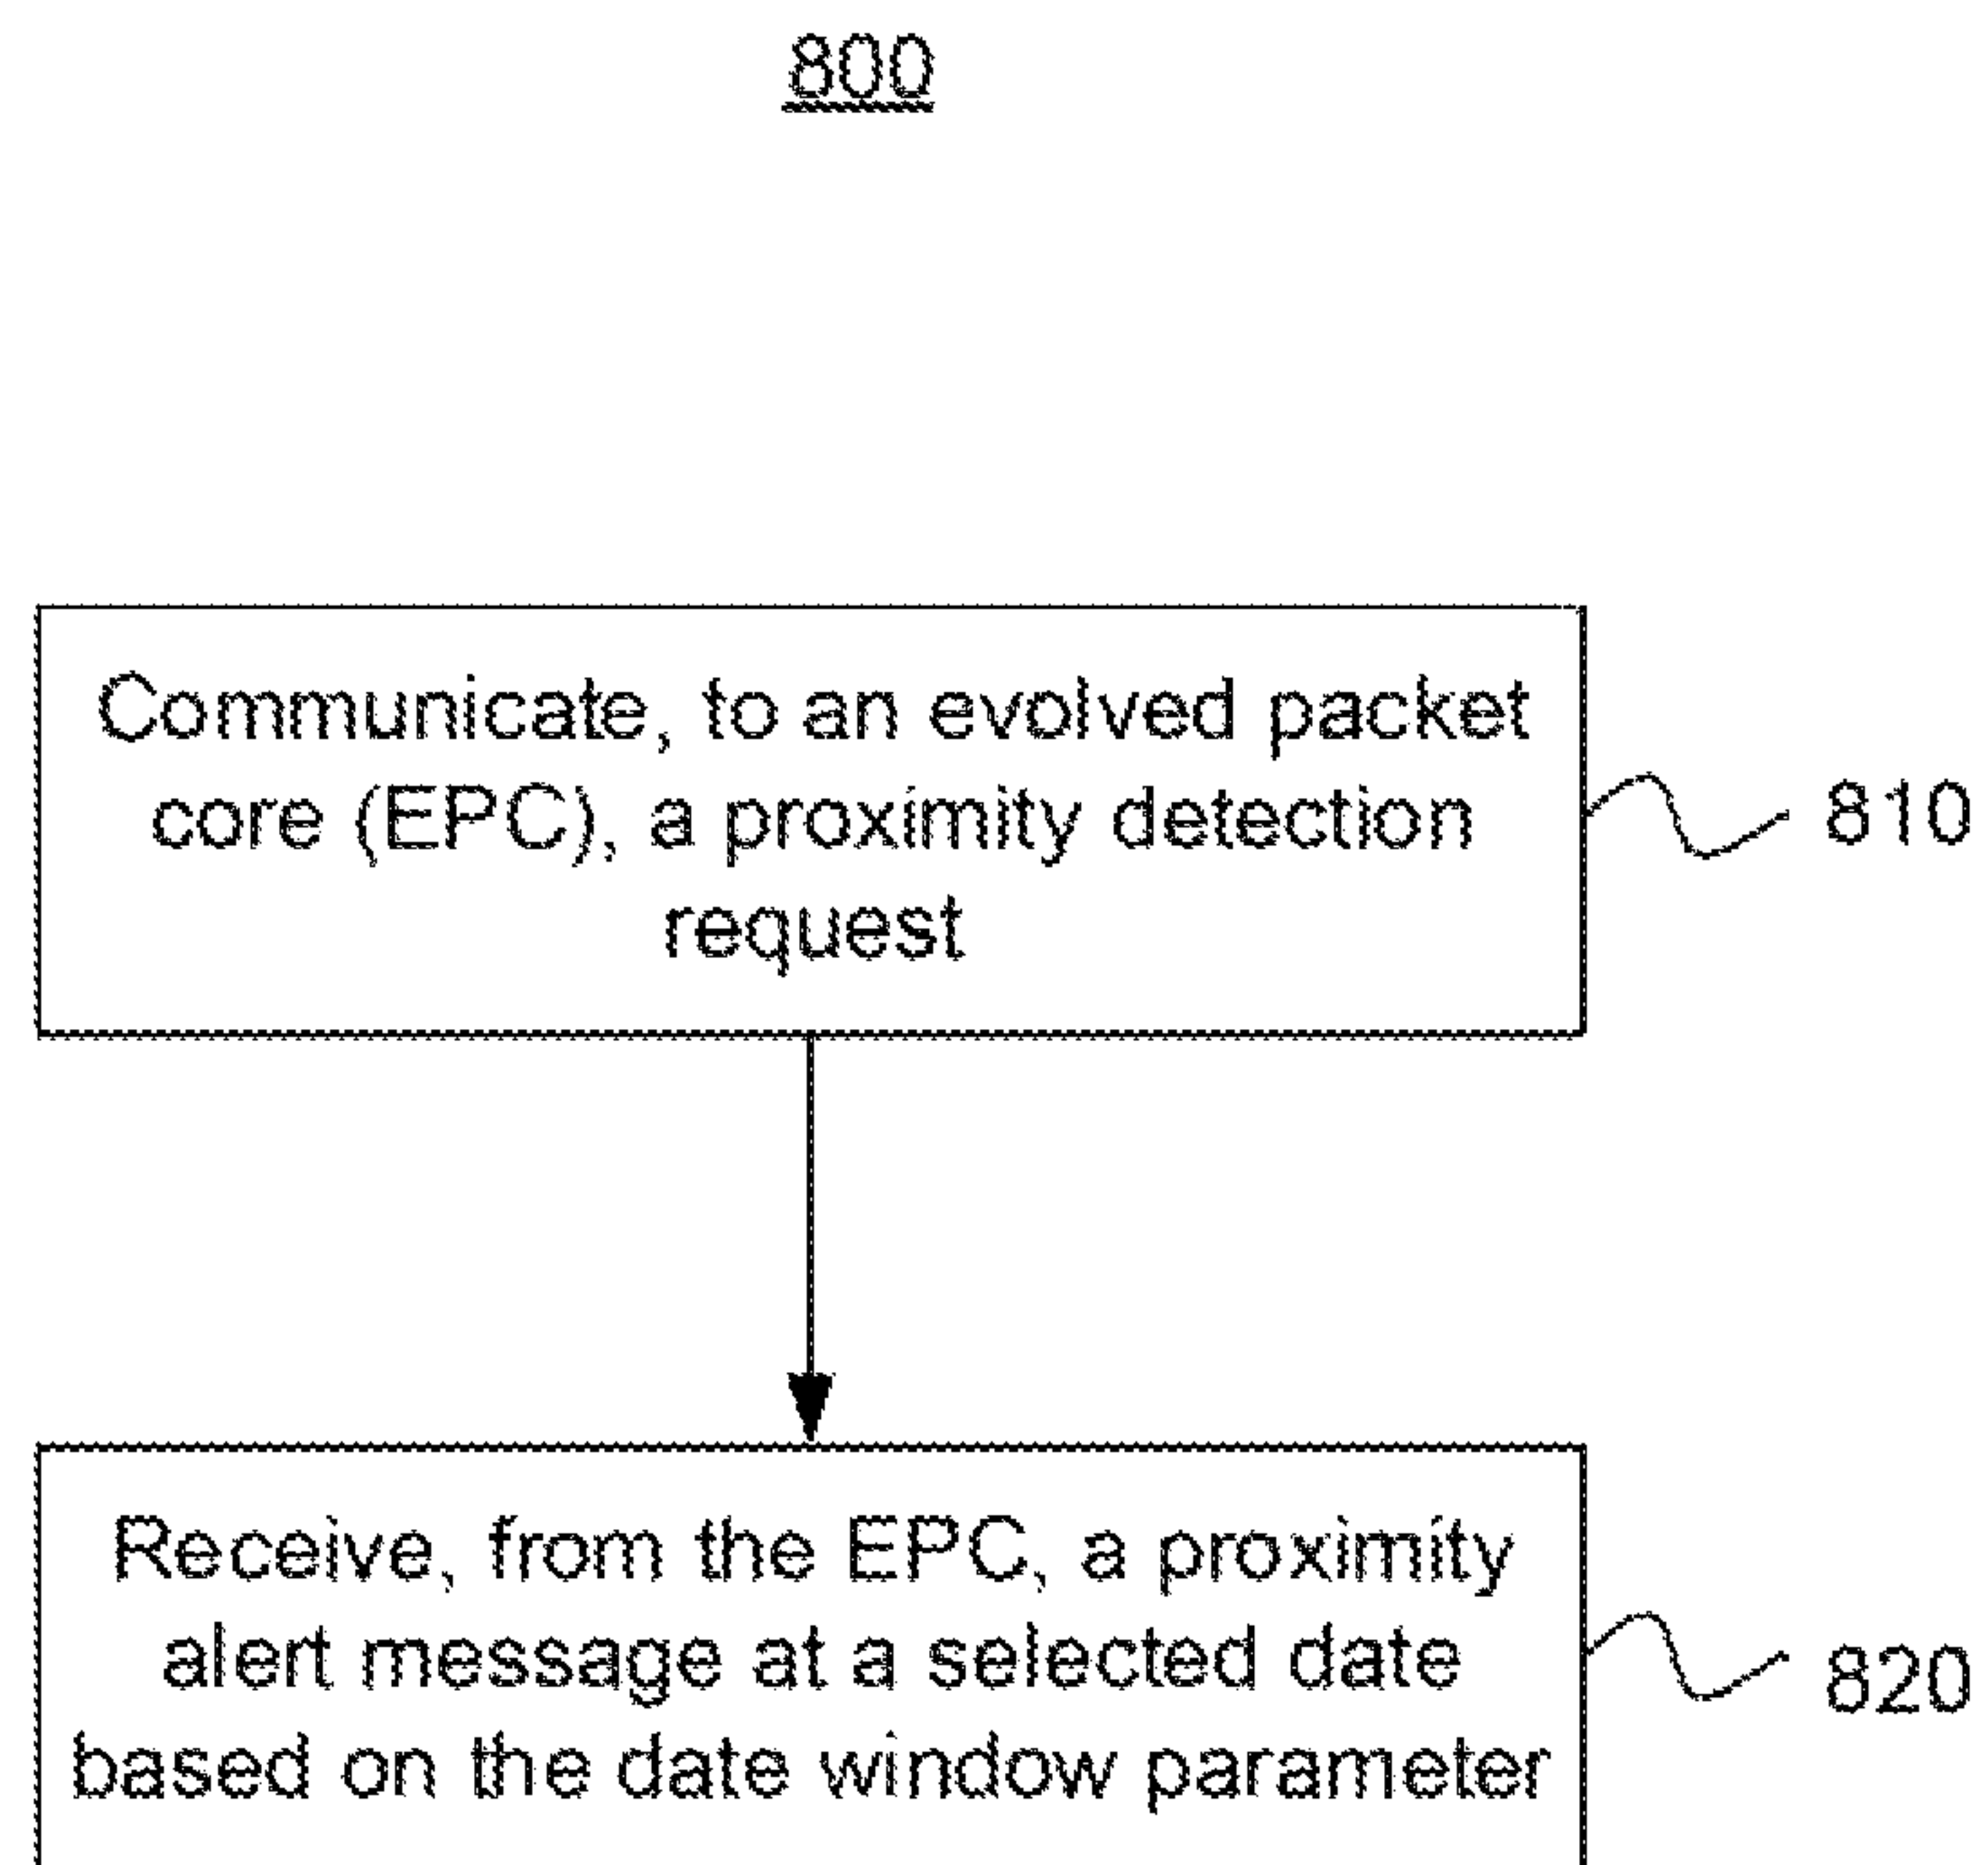 800
Communicate, to an evolved packet
core (EPC), a proximity detection
request
810
Receive, from the EPC, a proximity
alert message at a selected date
based on the date window parameter
820